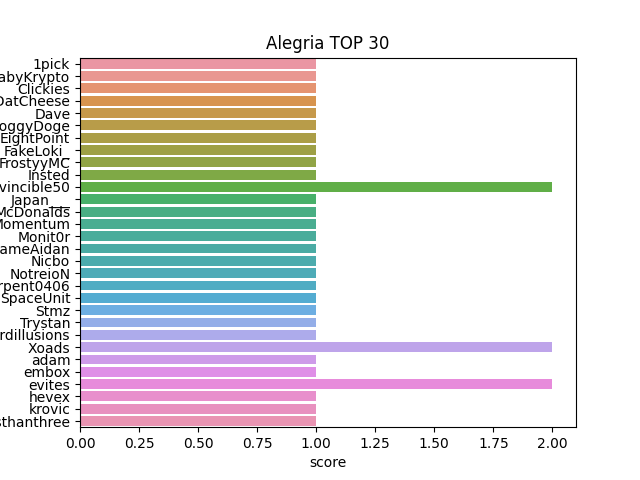 Alegria TOP 30
1pick
abyKrypto
Clickies
DatCheese
Dave
oggyDoge
EightPoint
FakeLoki_
FrostyyMC
Insted
vincible50
Japan___
McDonalds
Momentum
Monit0r
ameAidan
Nicbo
NotreioN
rpent0406
SpaceUnit
Stmz
Trystan
rdillusions
Xoads
adam
embox
evites
hevex
krovic
sthanthree
0.00 0.25 0.50 0.75 1.00 1.25 1.50 1.75 2.00
score